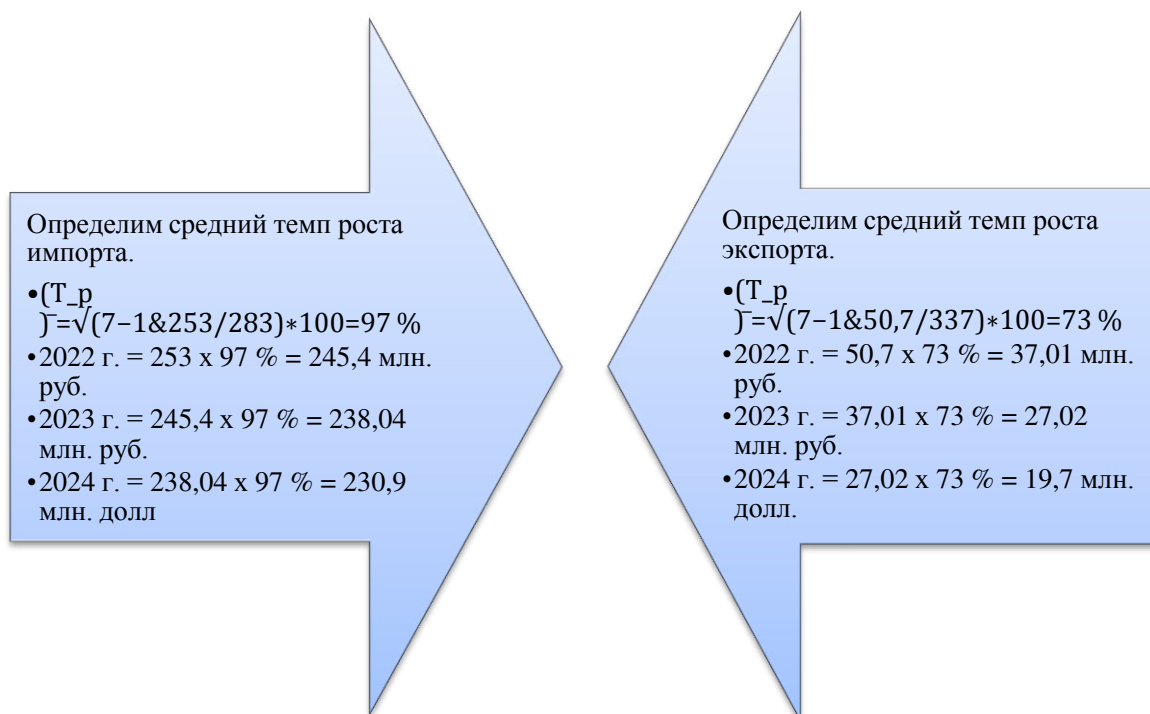 Определим средний темп роста
импорта.
•(T_p
)‾=√(7−1&253/283)∗100=97 %
•2022 г. = 253 x 97 % = 245,4 млн.
руб.
•2023 г. = 245,4 x 97 % = 238,04
млн. руб.
•2024 г. = 238,04 x 97 % = 230,9
млн. долл
Определим средний темп роста
экспорта.
•(T_p
)‾=√(7−1&50,7/337)∗100=73 %
•2022 г. = 50,7 x 73 % = 37,01 млн.
руб.
•2023 г. = 37,01 x 73 % = 27,02
млн. руб.
•2024 г. = 27,02 x 73 % = 19,7 млн.
долл.